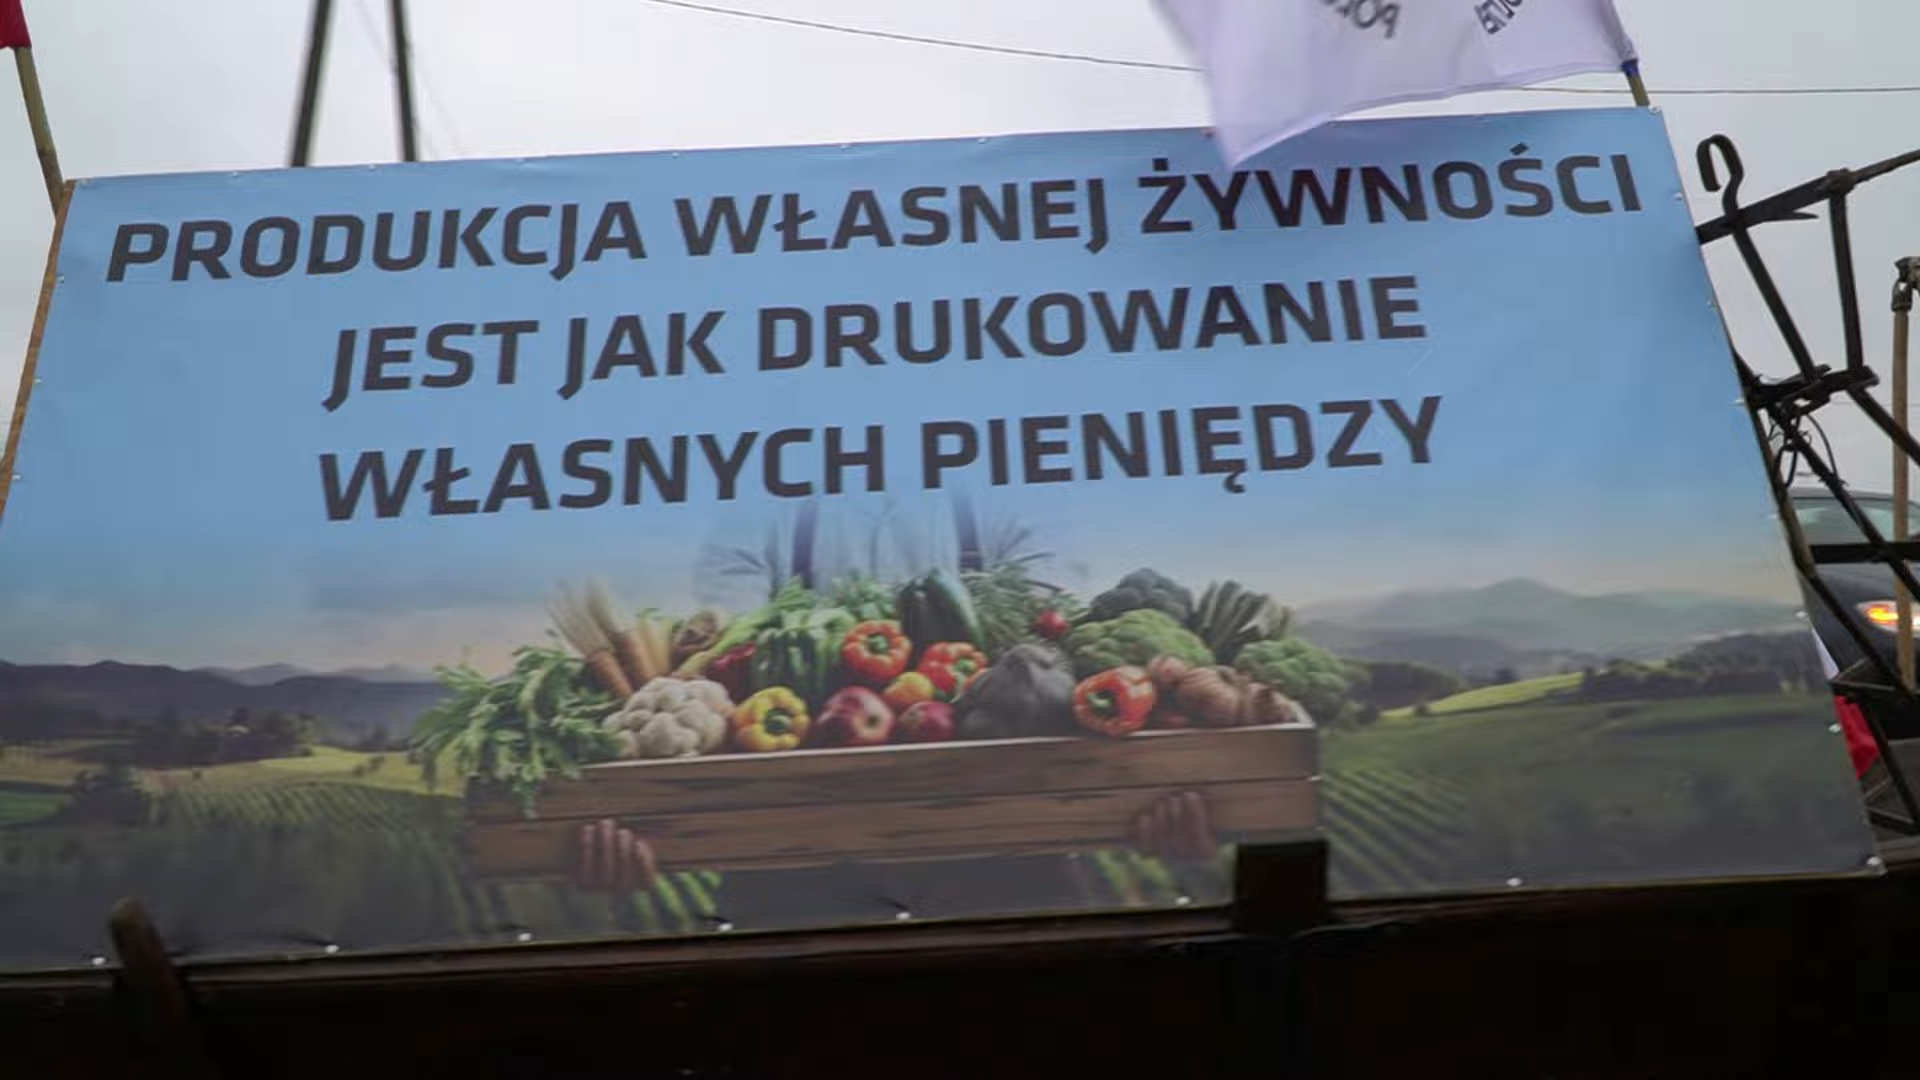 PRODUKCJA WŁASNEJ ŻYWNOŚCI
JEST JAK DRUKOWANIE
WŁASNYCH PIENIĘDZY